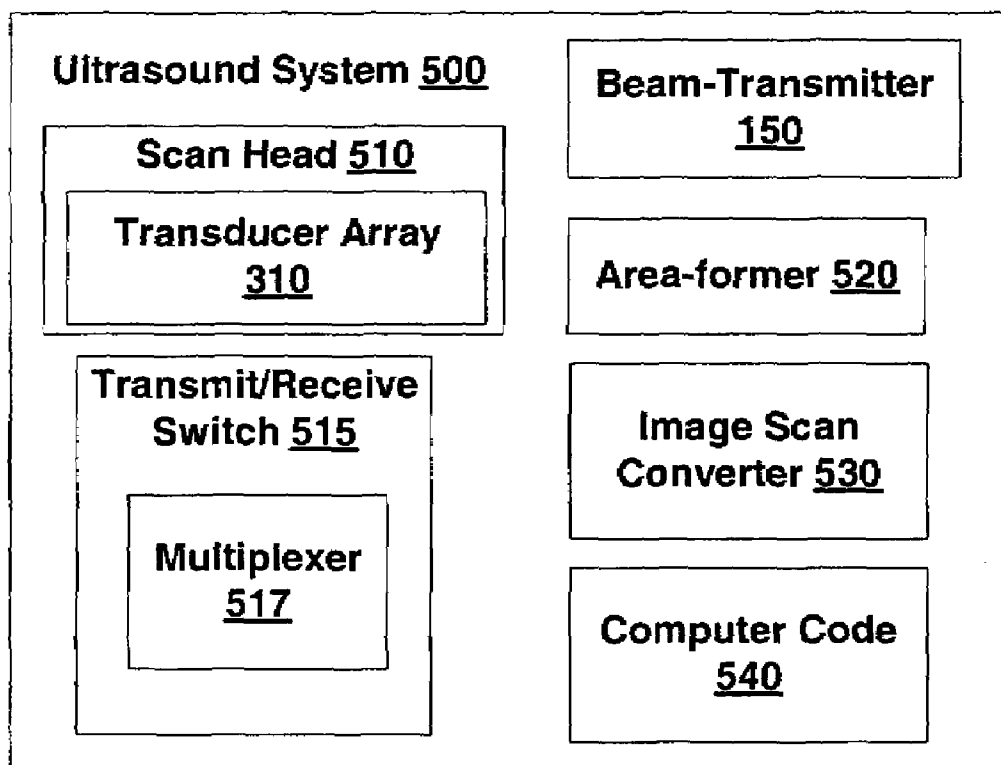 Ultrasound System 500
Scan Head 510
Transducer Array
310
Transmit/Receive
Switch 515
Multiplexer
517
Beam-Transmitter
150
Area-former 520
Image Scan
Converter 530
Computer Code
540